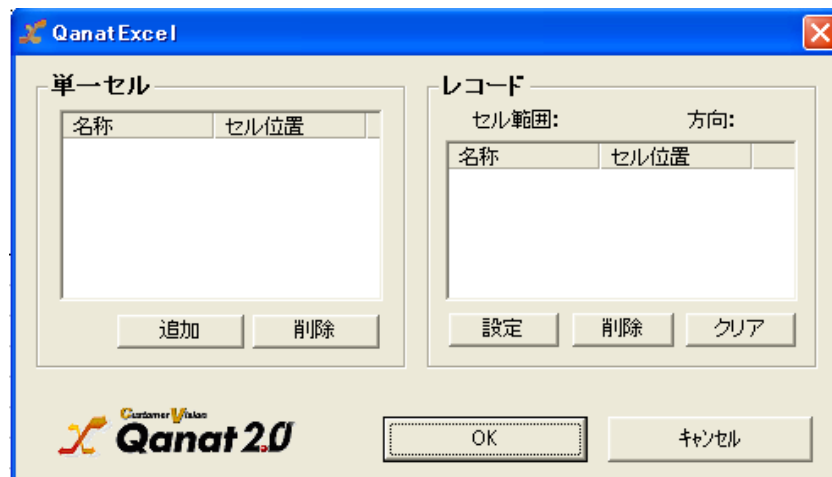 QanatExcel
単一セル
名称 セル位置
追加 削除
レコード
セル範囲: 方向:
名称 セル位置
設定 削除 クリア
Customer Vision
Qanat 2.0
OK キャンセル